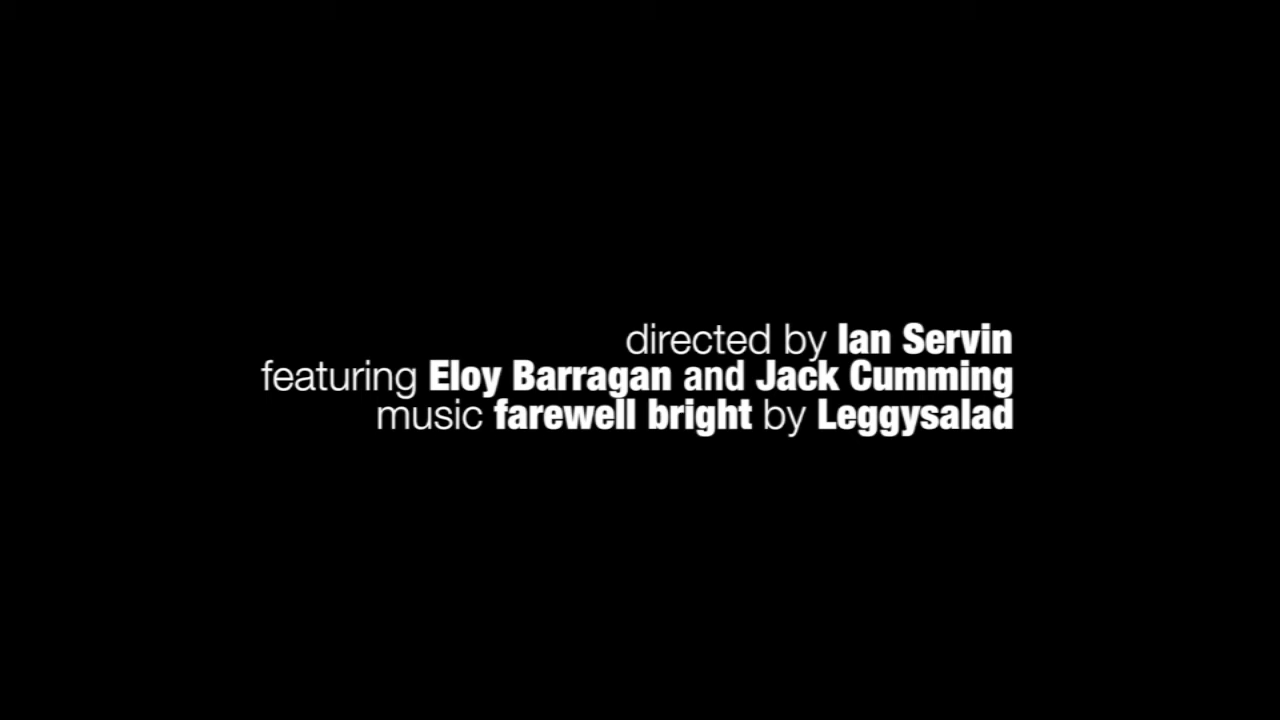 directed by Ian Servin
featuring Eloy Barragan and Jack Cumming
music farewell bright by Leggysalad